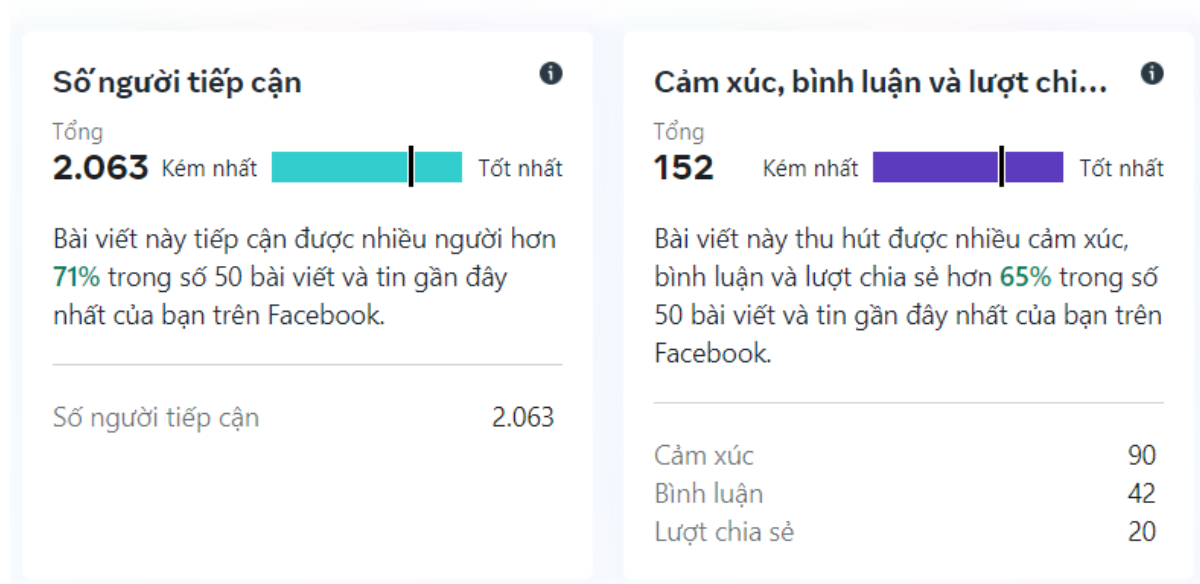 Số người tiếp cận
Tổng
2.063 Kém nhất Tốt nhất
Bài viết này tiếp cận được nhiều người hơn
71% trong số 50 bài viết và tin gần đây
nhất của bạn trên Facebook.
Số người tiếp cận 2.063
Cảm xúc, bình luận và lượt chi...
Tổng
152 Kém nhất Tốt nhất
Bài viết này thu hút được nhiều cảm xúc,
bình luận và lượt chia sẻ hơn 65% trong số
50 bài viết và tin gần đây nhất của bạn trên
Facebook.
Cảm xúc 90
Bình luận 42
Lượt chia sẻ 20